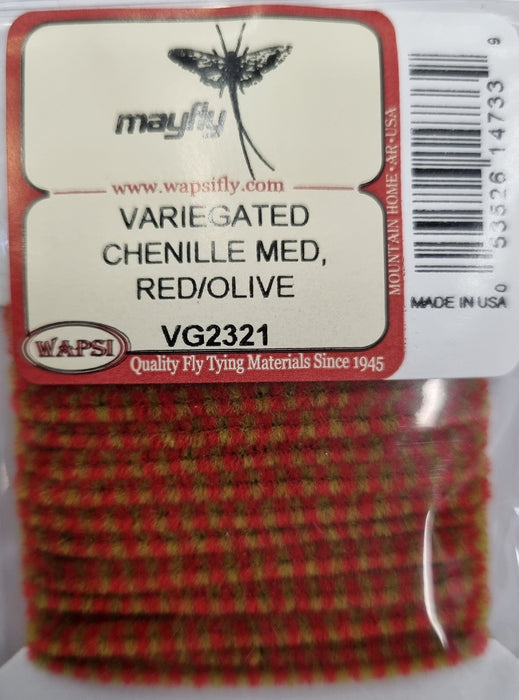 mayfly
www.wapsifly.com
VARIEGATED
CHENILLE MED,
RED/OLIVE
VG2321
WAPSI
Quality Fly Tying Materials Since 1945
MOUNTAIN HOME • AR • USA
0 53526 14733 9
MADE IN USA